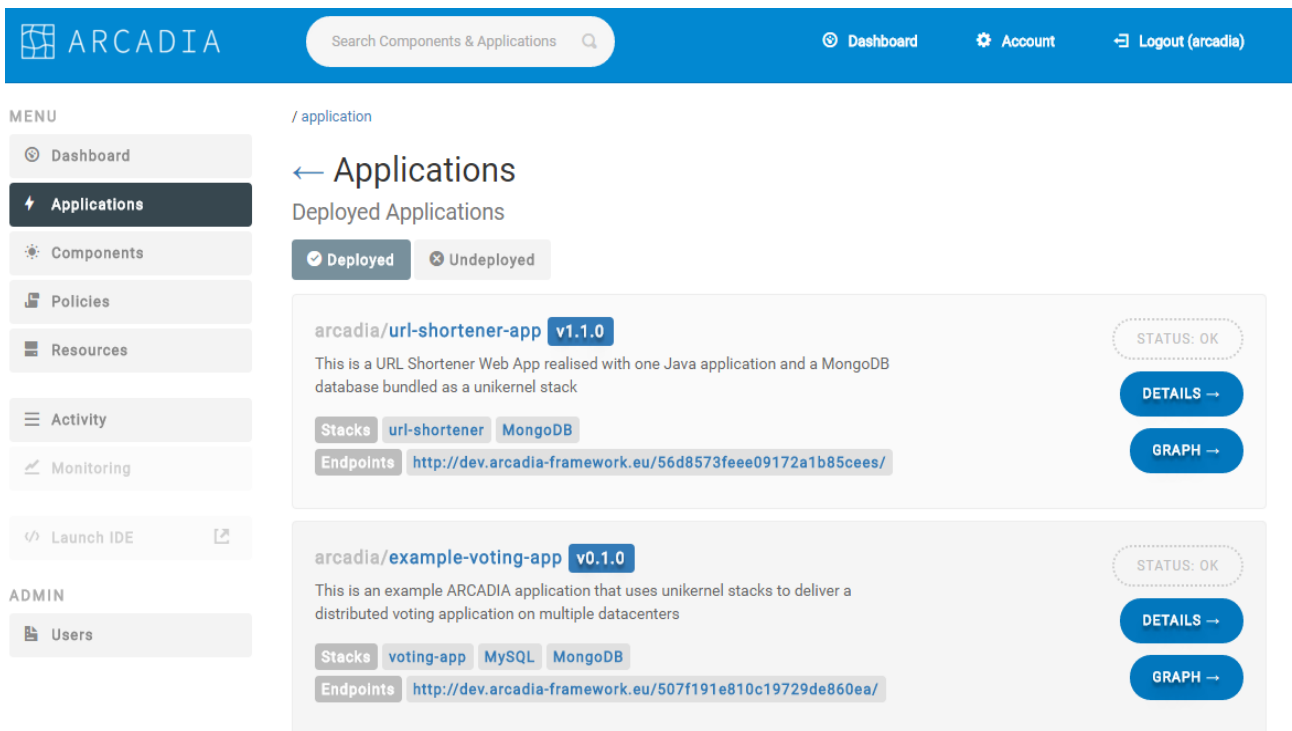 ARCADIA
Search Components & Applications
Dashboard
Account
Logout (arcadia)
MENU
Dashboard
Applications
Components
Policies
Resources
Activity
Monitoring
Launch IDE
ADMIN
Users
/ application
← Applications
Deployed Applications
Deployed
Undeployed
arcadia/url-shortener-app v1.1.0
This is a URL Shortener Web App realised with one Java application and a MongoDB
database bundled as a unikernel stack
Stacks url-shortener MongoDB
Endpoints http://dev.arcadia-framework.eu/56d8573feee09172a1b85cees/
STATUS: OK
DETAILS →
GRAPH →
arcadia/example-voting-app v0.1.0
This is an example ARCADIA application that uses unikernel stacks to deliver a
distributed voting application on multiple datacenters
Stacks voting-app MySQL MongoDB
Endpoints http://dev.arcadia-framework.eu/507f191e810c19729de860ea/
STATUS: OK
DETAILS →
GRAPH →